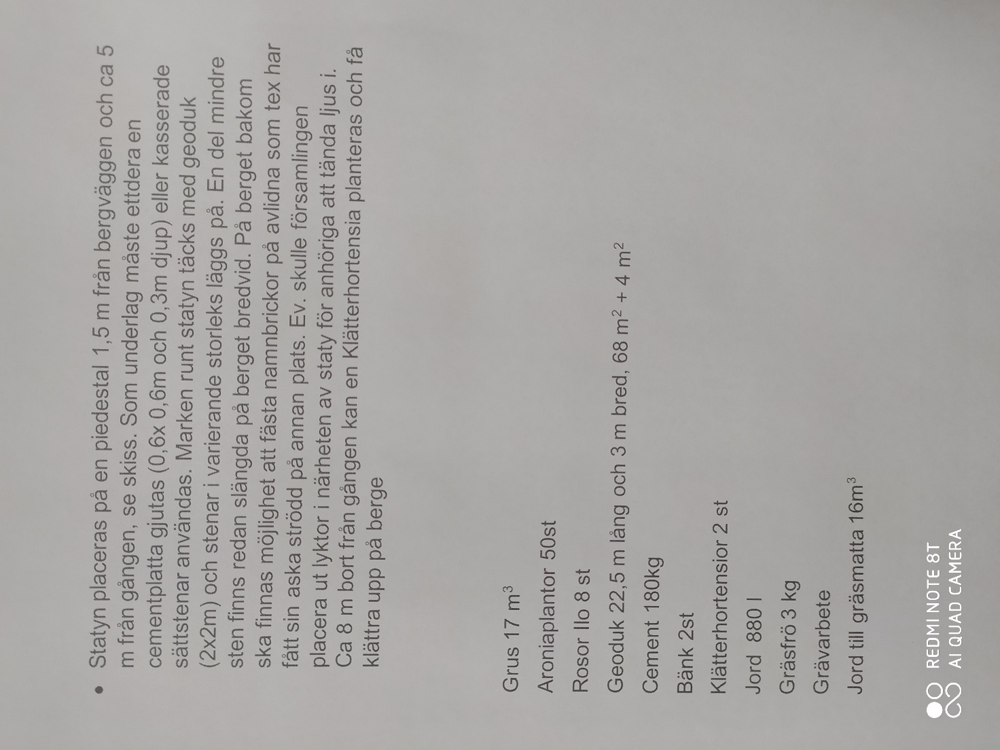 • Statyn placeras på en piedestal 1,5 m från bergväggen och ca 5
m från gången, se skiss. Som underlag måste ettdera en
cementplatta gjutas (0,6x 0,6m och 0,3m djup) eller kasserade
sättstenar användas. Marken runt statyn täcks med geoduk
(2x2m) och stenar i varierande storleks läggs på. En del mindre
sten finns redan slängda på berget bredvid. På berget bakom
ska finnas möjlighet att fästa namnbrickor på avlidna som tex har
fått sin aska strödd på annan plats. Ev. skulle församlingen
placera ut lyktor i närheten av staty för anhöriga att tända ljus i.
Ca 8 m bort från gången kan en Klätterhortensia planteras och få
klättra upp på berge
Grus 17 m³
Aroniaplantor 50st
Rosor Ilo 8 st
Geoduk 22,5 m lång och 3 m bred, 68 m² + 4 m²
Cement 180kg
Bänk 2st
Klätterhortensior 2 st
Jord 880 l
Gräsfrö 3 kg
Grävarbete
Jord till gräsmatta 16m³
REDMI NOTE 8T
AI QUAD CAMERA